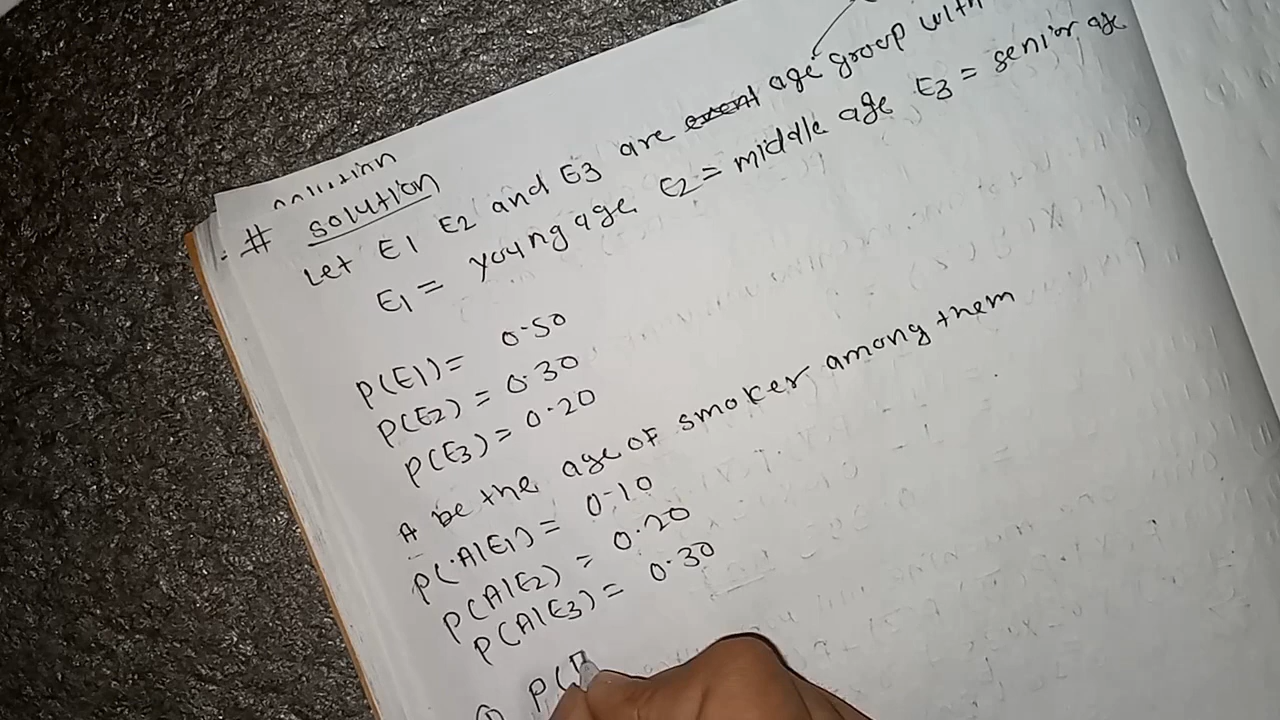 solution
# solution
Let E1 E2 and E3 are event age group with
E1 = young age E2 = middle age E3 = senior age
P(E1) = 0.50
P(E2) = 0.30
P(E3) = 0.20
A be the age of smoker among them
P(A|E1) = 0.10
P(A|E2) = 0.20
P(A|E3) = 0.30
P(